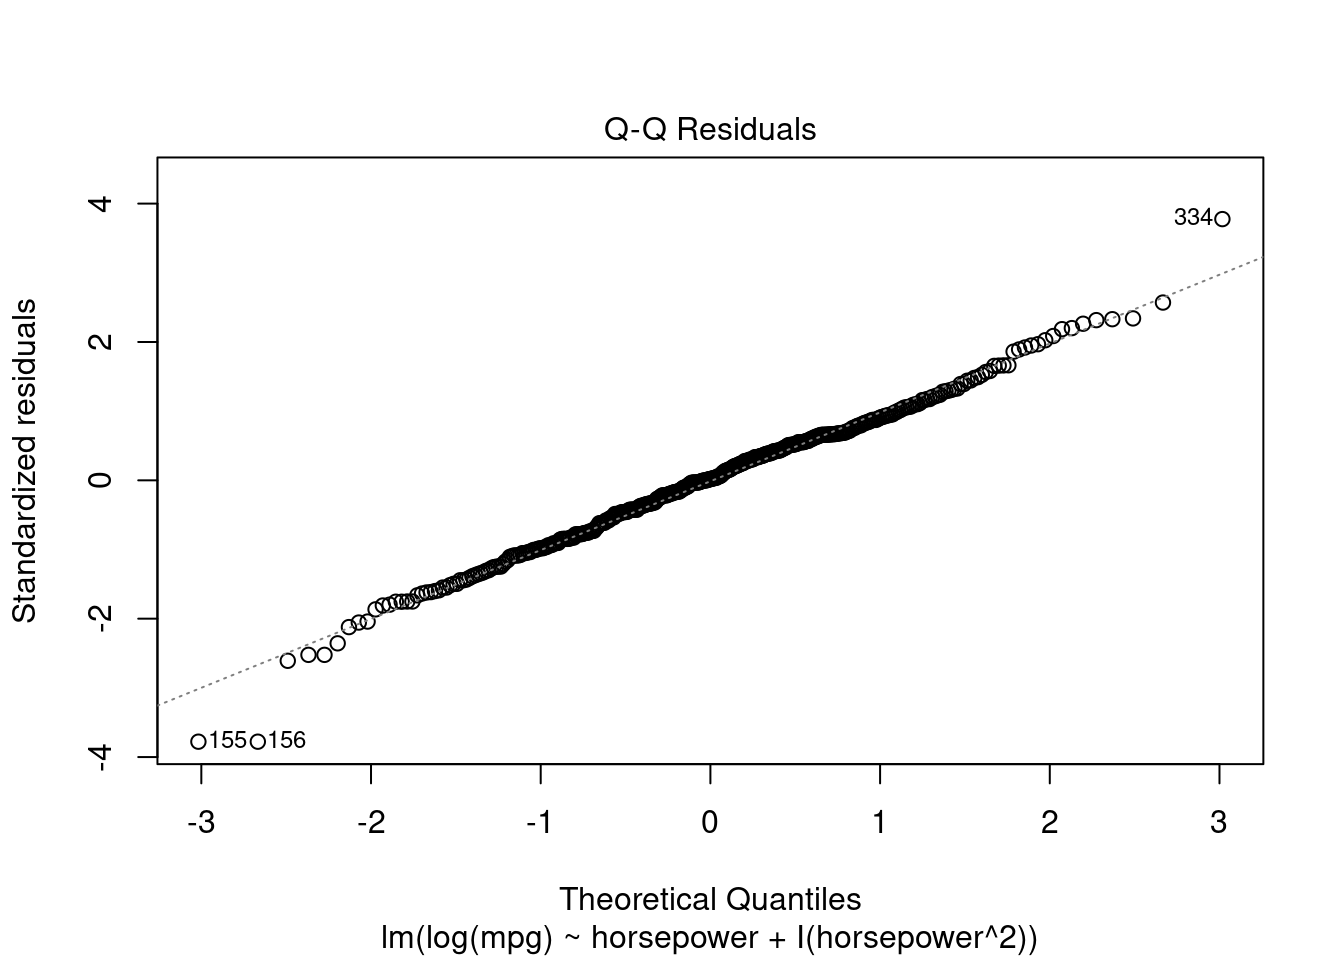 Q-Q Residuals
Standardized residuals
4
2
0
-2
-4
334
155
156
-3 -2 -1 0 1 2 3
Theoretical Quantiles
lm(log(mpg) ~ horsepower + I(horsepower^2))